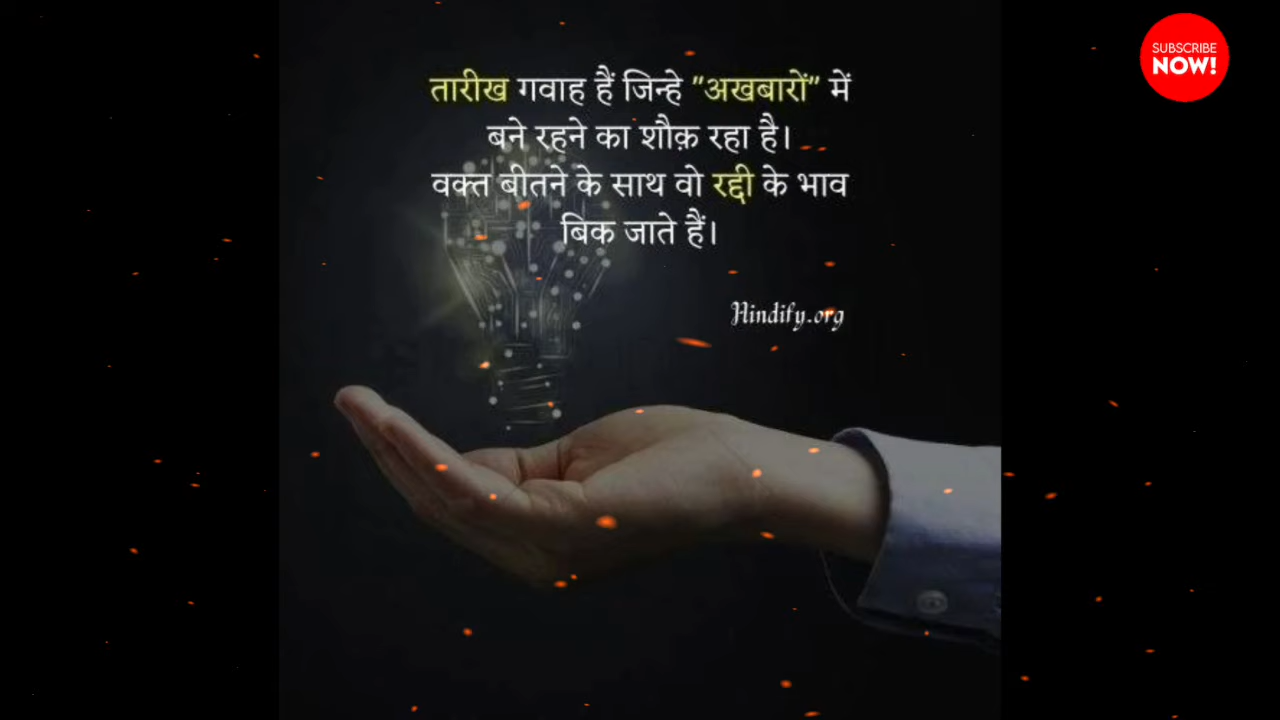 SUBSCRIBE
NOW!
तारीख गवाह हैं जिन्हे "अखबारों" में
बने रहने का शौक़ रहा है।
वक्त बीतने के साथ वो रद्दी के भाव
बिक जाते हैं।
Hindify.org